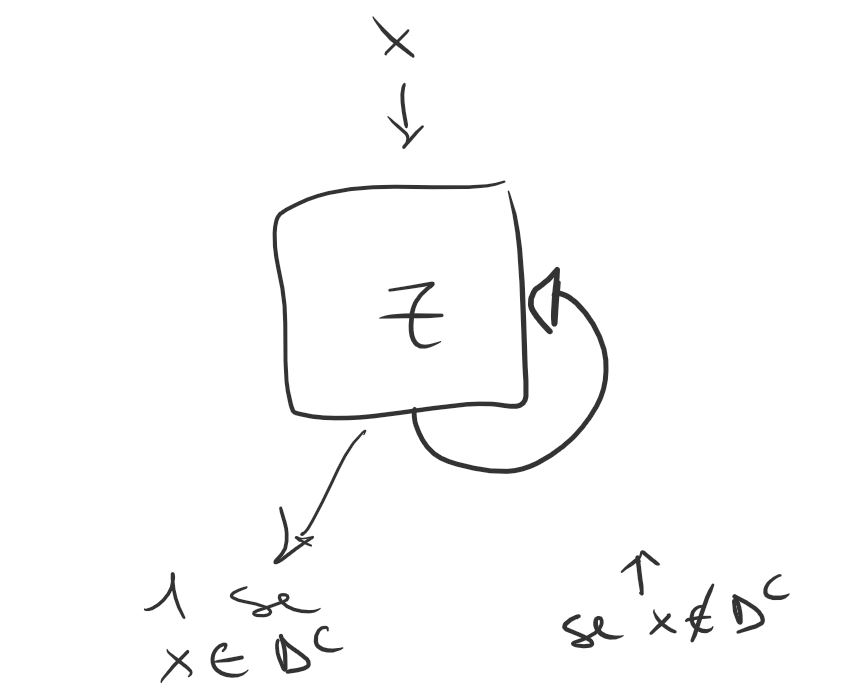 x
↓
Z
1 se
x ∈ D^C
↑
se x ∉ D^C